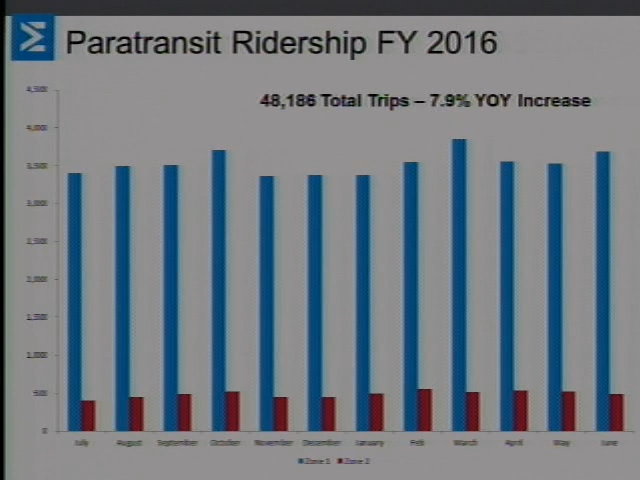 Paratransit Ridership FY 2016
48,186 Total Trips – 7.9% YOY Increase
4,500
4,000
3,500
3,000
2,500
2,000
1,500
1,000
500
0
July August September October November December January Feb March April May June
Zone 1 Zone 2